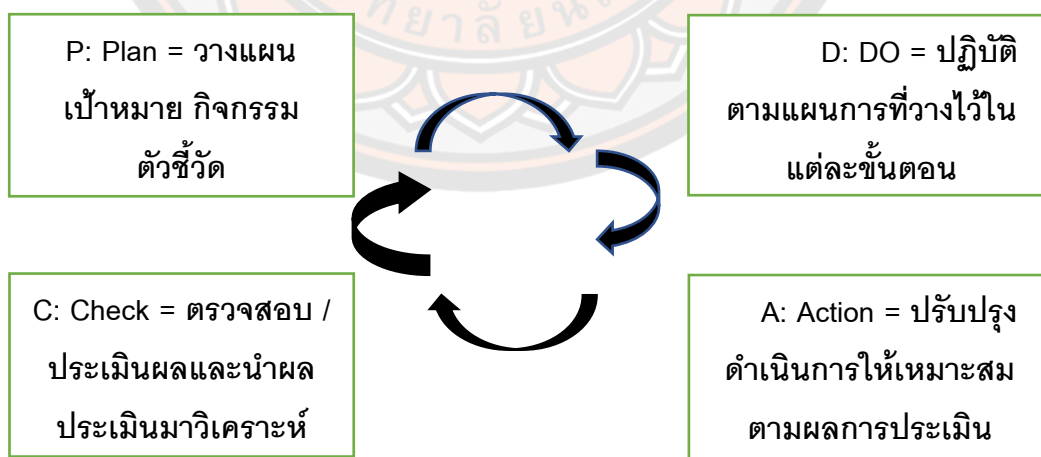 ทยาลัยน
P: Plan = วางแผน
เป้าหมาย กิจกรรม
ตัวชี้วัด
D: DO = ปฏิบัติ
ตามแผนการที่วางไว้ใน
แต่ละขั้นตอน
C: Check = ตรวจสอบ /
ประเมินผลและนำผล
ประเมินมาวิเคราะห์
A: Action = ปรับปรุง
ดำเนินการให้เหมาะสม
ตามผลการประเมิน